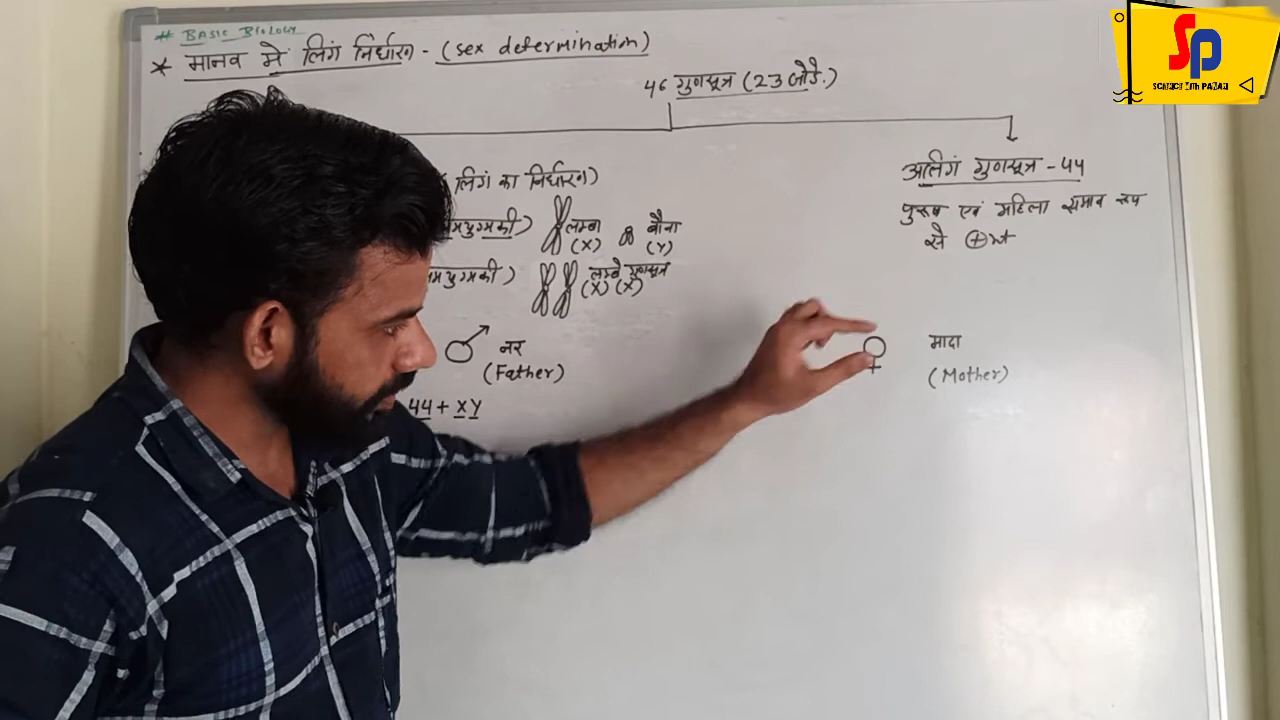 # BASIC BIOLOGY
* मानव में लिगं निर्धारण - (sex determination)
46 गुणसूत्र (23 जोडे.)
लिगं का निर्धारण)
लम्बा
(X)
बौना
(Y)
लम्बे गुणसूत्र
(X) (X)
नर
(Father)
44 + XY
अलिगं गुणसूत्र - 44
पुरुष एवं महिला समान रूप
से
मादा
(Mother)
SP